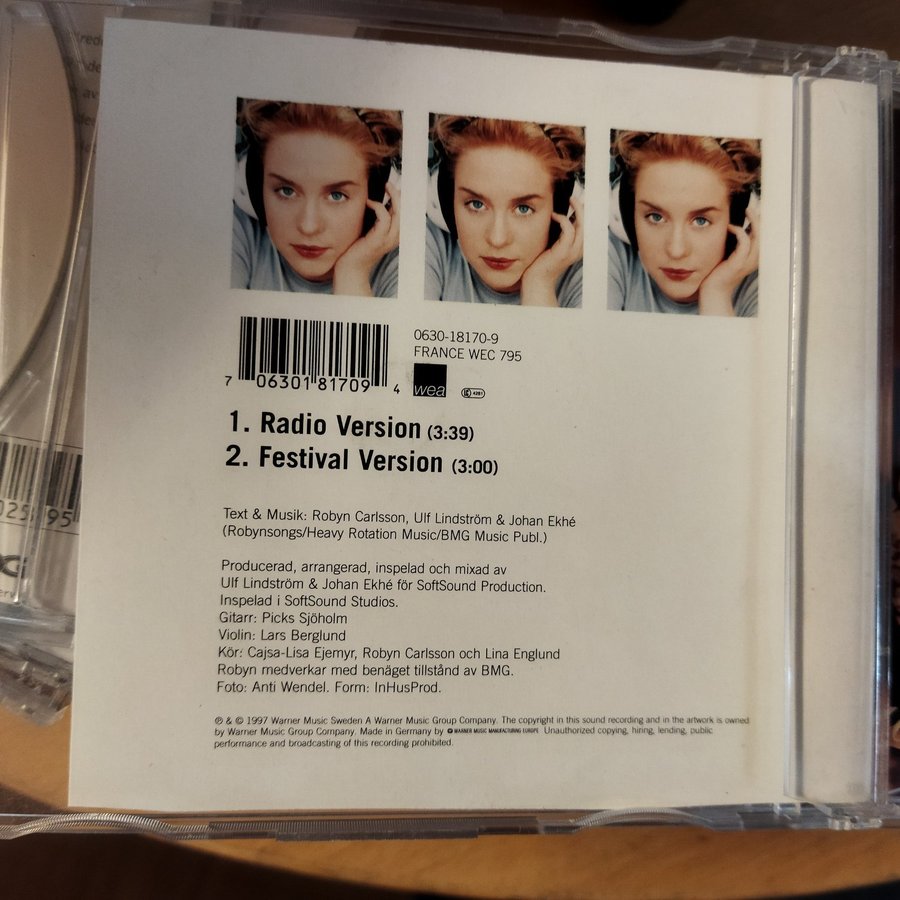 0630-18170-9
FRANCE WEC 795
7 06301 81709 4
wea
1. Radio Version (3:39)
2. Festival Version (3:00)
Text & Musik: Robyn Carlsson, Ulf Lindström & Johan Ekhé
(Robynsongs/Heavy Rotation Music/BMG Music Publ.)
Producerad, arrangerad, inspelad och mixad av
Ulf Lindström & Johan Ekhé för SoftSound Production.
Inspelad i SoftSound Studios.
Gitarr: Picks Sjöholm
Violin: Lars Berglund
Kör: Cajsa-Lisa Ejemyr, Robyn Carlsson och Lina Englund
Robyn medverkar med benäget tillstånd av BMG.
Foto: Anti Wendel. Form: InHusProd.
℗ & © 1997 Warner Music Sweden A Warner Music Group Company. The copyright in this sound recording and in the artwork is owned
by Warner Music Group Company. Made in Germany by WARNER MUSIC MANUFACTURING EUROPE Unauthorized copying, hiring, lending, public
performance and broadcasting of this recording prohibited.